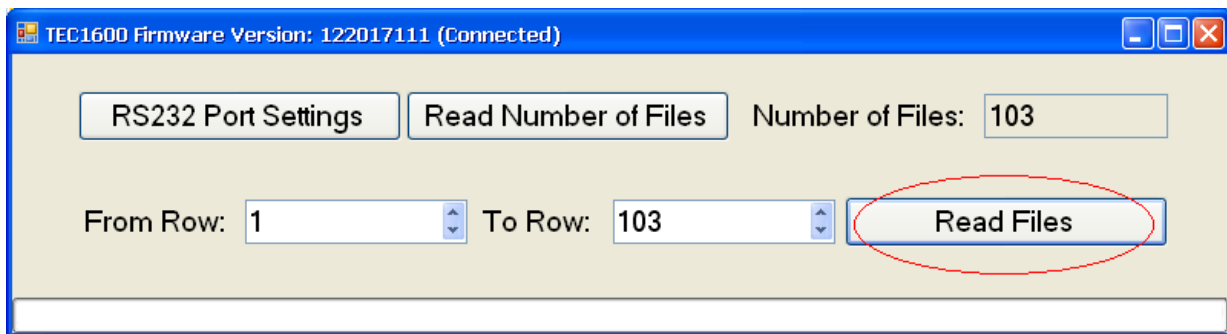 TEC1600 Firmware Version: 122017111 (Connected)
RS232 Port Settings Read Number of Files Number of Files: 103
From Row: 1 To Row: 103 Read Files